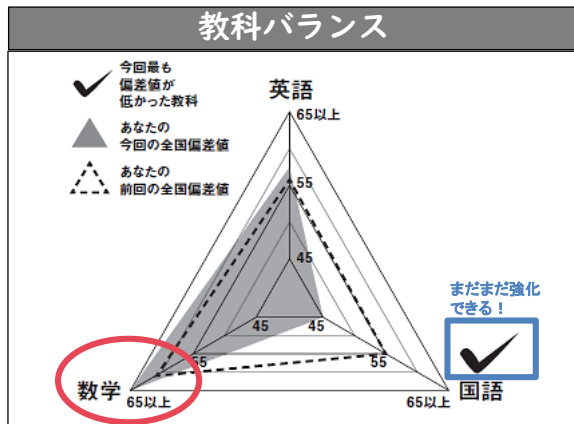 教科バランス
今回最も
偏差値が
低かった教科
あなたの
今回の全国偏差値
あなたの
前回の全国偏差値
英語
65以上
55
45
まだまだ強化
できる！
45
45
55
55
数学
65以上
65以上
国語